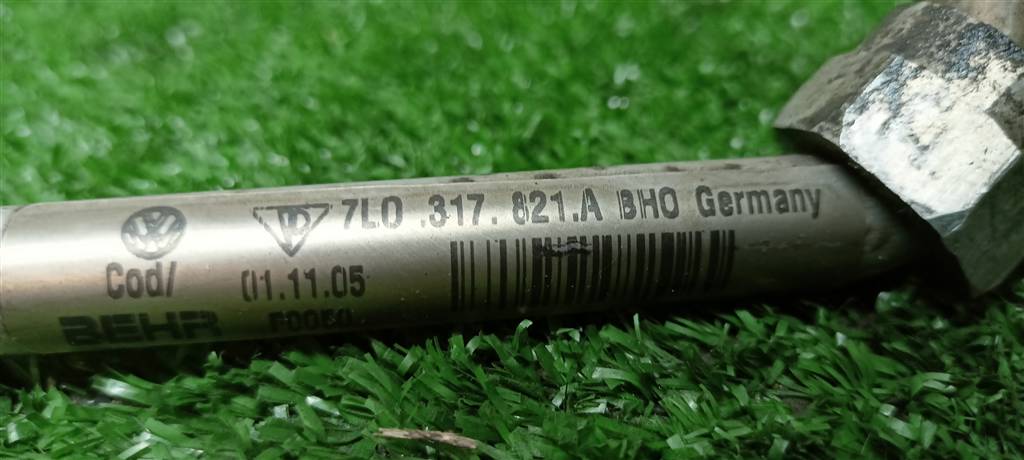 7L0 .317. 821.A BHO Germany
Cod/ 01.11.05
BEHR